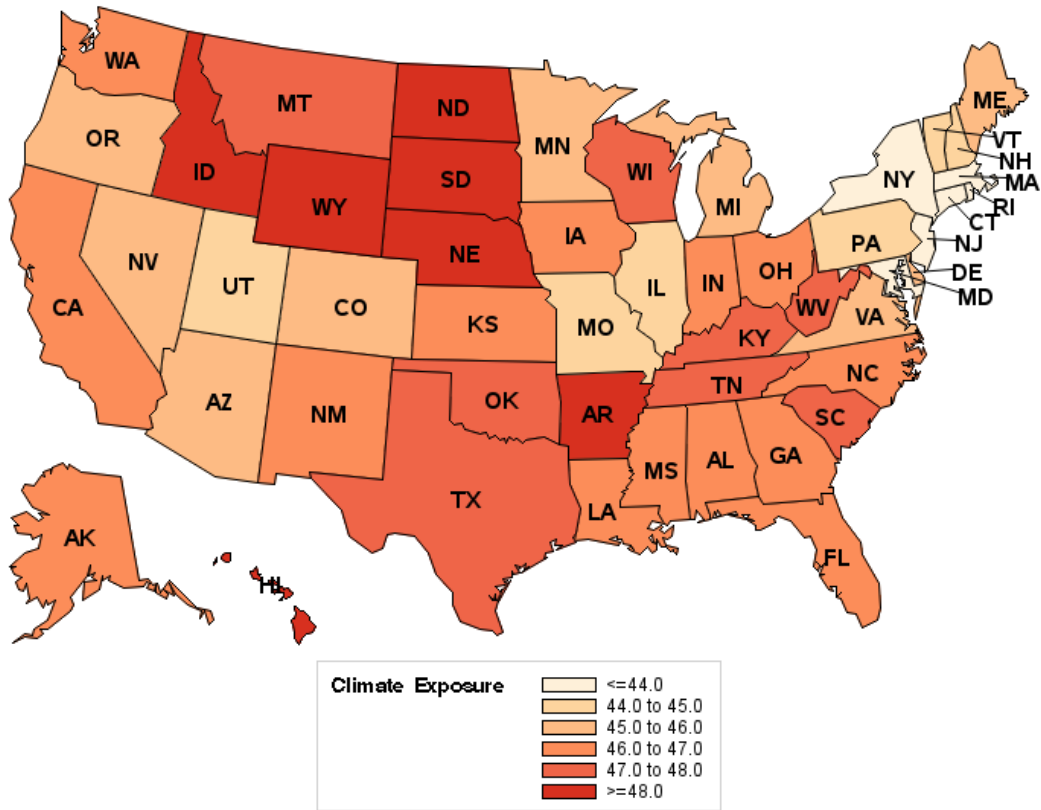 WA
MT
ND
ME
OR
MN
VT
ID
SD
WI
NY
NH
MA
WY
MI
RI
CT
NE
IA
PA
NJ
NV
UT
IL
IN
OH
DE
MD
CO
CA
KS
MO
WV
VA
KY
AZ
NM
OK
TN
NC
AR
SC
TX
MS
AL
GA
LA
AK
FL
HI
Climate Exposure
<=44.0
44.0 to 45.0
45.0 to 46.0
46.0 to 47.0
47.0 to 48.0
>=48.0